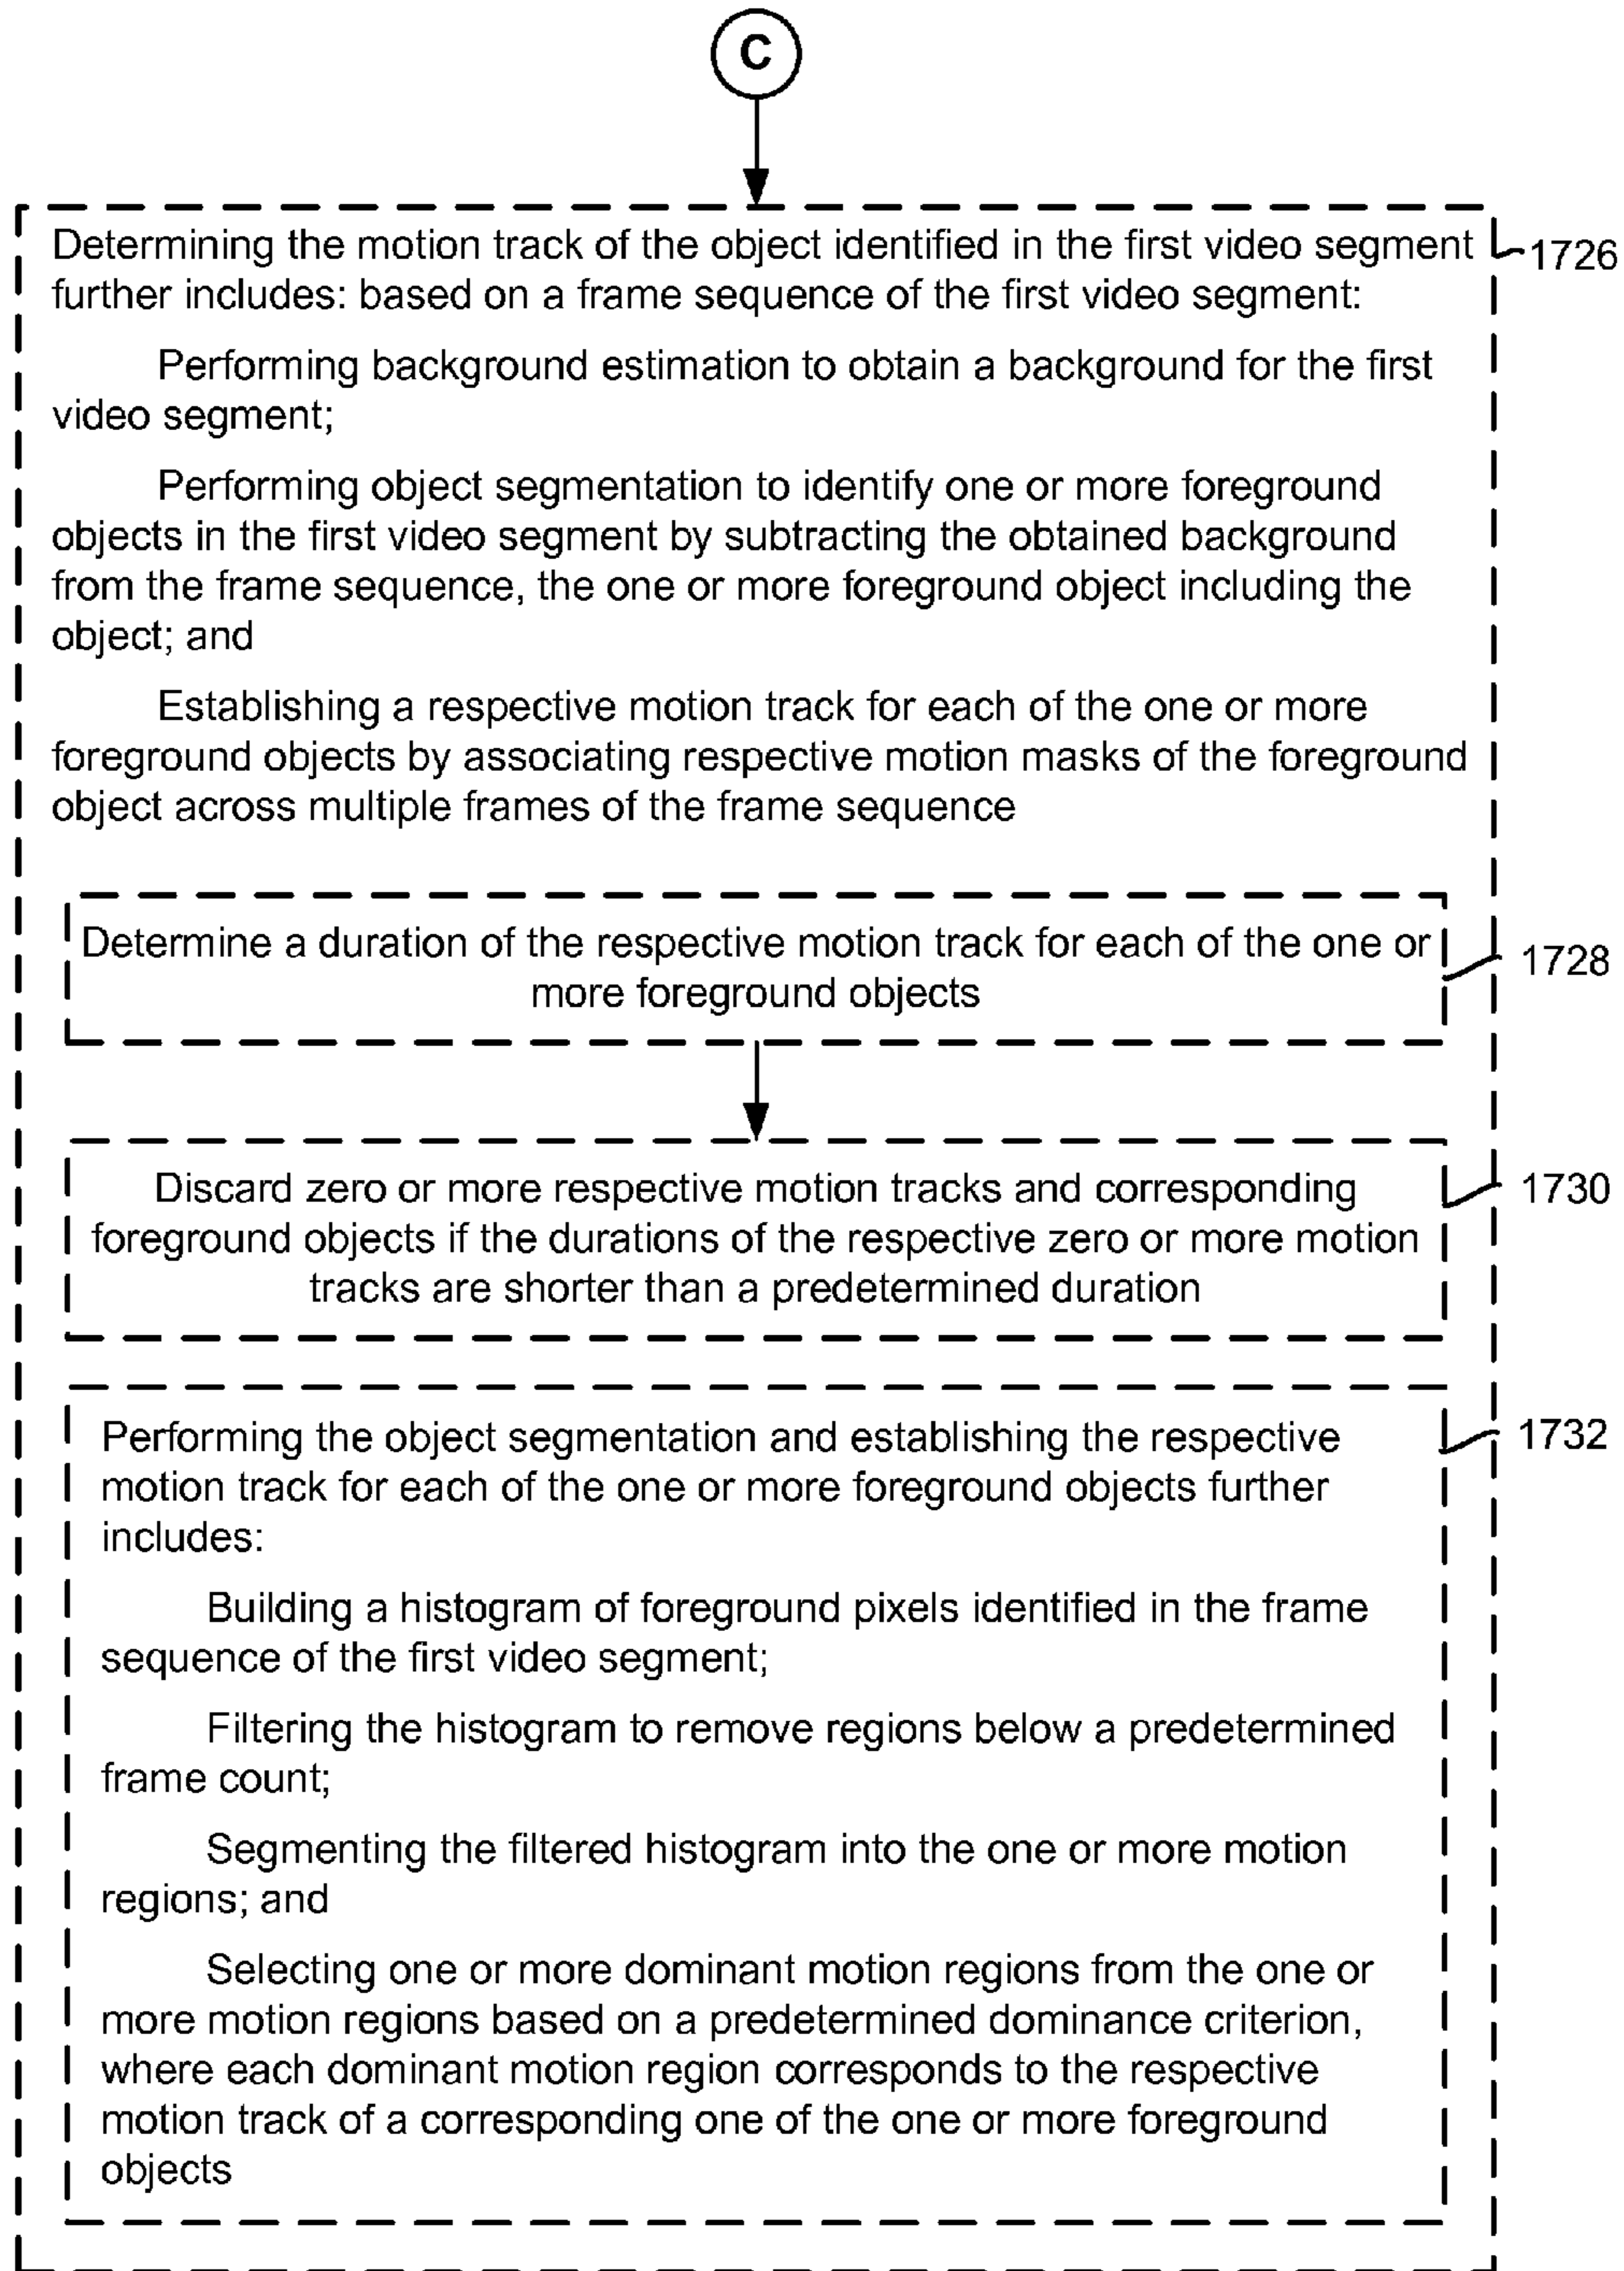 C
Determining the motion track of the object identified in the first video segment
1726
further includes: based on a frame sequence of the first video segment:
Performing background estimation to obtain a background for the first
video segment;
Performing object segmentation to identify one or more foreground
objects in the first video segment by subtracting the obtained background
from the frame sequence, the one or more foreground object including the
object; and
Establishing a respective motion track for each of the one or more
foreground objects by associating respective motion masks of the foreground
object across multiple frames of the frame sequence
Determine a duration of the respective motion track for each of the one or
more foreground objects
1728
Discard zero or more respective motion tracks and corresponding
foreground objects if the durations of the respective zero or more motion
tracks are shorter than a predetermined duration
1730
Performing the object segmentation and establishing the respective
1732
motion track for each of the one or more foreground objects further
includes:
Building a histogram of foreground pixels identified in the frame
sequence of the first video segment;
Filtering the histogram to remove regions below a predetermined
frame count;
Segmenting the filtered histogram into the one or more motion
regions; and
Selecting one or more dominant motion regions from the one or
more motion regions based on a predetermined dominance criterion,
where each dominant motion region corresponds to the respective
motion track of a corresponding one of the one or more foreground
objects